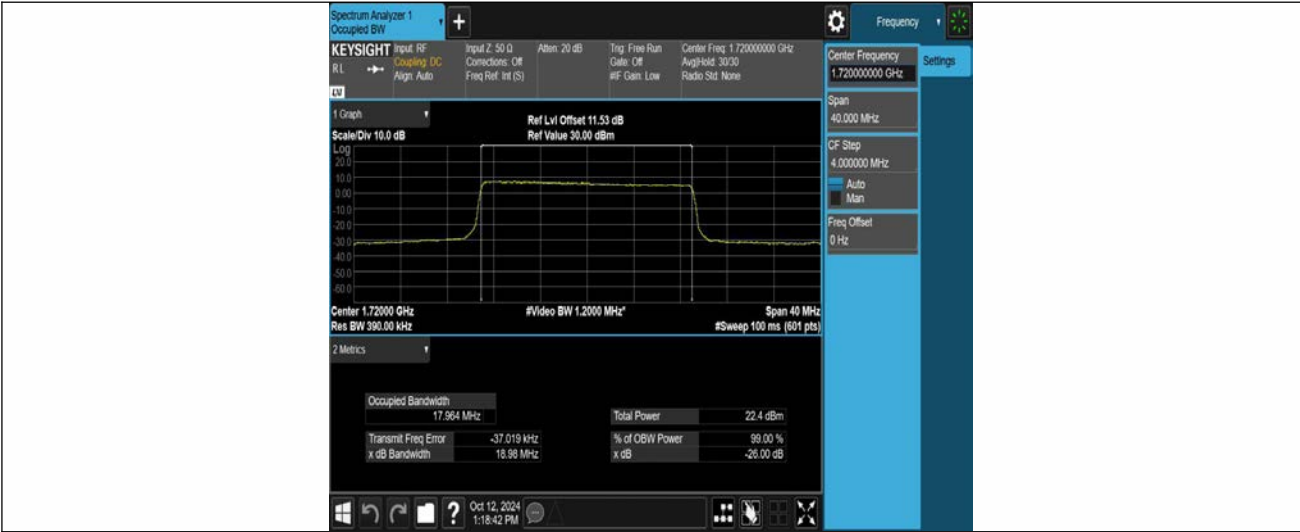 Spectrum Analyzer 1
Occupied BW
+
Frequency
KEYSIGHT
RL
Input: RF
Coupling: DC
Align: Auto
Input Z: 50 Ω
Corrections: Off
Freq Ref: Int (S)
Atten: 20 dB
Trig: Free Run
Gate: Off
#IF Gain: Low
Center Freq: 1.720000000 GHz
Avg|Hold: 30/30
Radio Std: None
Center Frequency
1.720000000 GHz
Settings
Span
40.000 MHz
CF Step
4.000000 MHz
Auto
Man
Freq Offset
0 Hz
1 Graph
Scale/Div 10.0 dB
Ref Lvl Offset 11.53 dB
Ref Value 30.00 dBm
Log
20.0
10.0
0.00
-10.0
-20.0
-30.0
-40.0
-50.0
-60.0
Center 1.72000 GHz
Res BW 390.00 kHz
#Video BW 1.2000 MHz*
Span 40 MHz
#Sweep 100 ms (601 pts)
2 Metrics
Occupied Bandwidth
17.964 MHz
Total Power 22.4 dBm
Transmit Freq Error -37.019 kHz
% of OBW Power 99.00 %
x dB Bandwidth 18.98 MHz
x dB -26.00 dB
?
Oct 12, 2024
1:18:42 PM